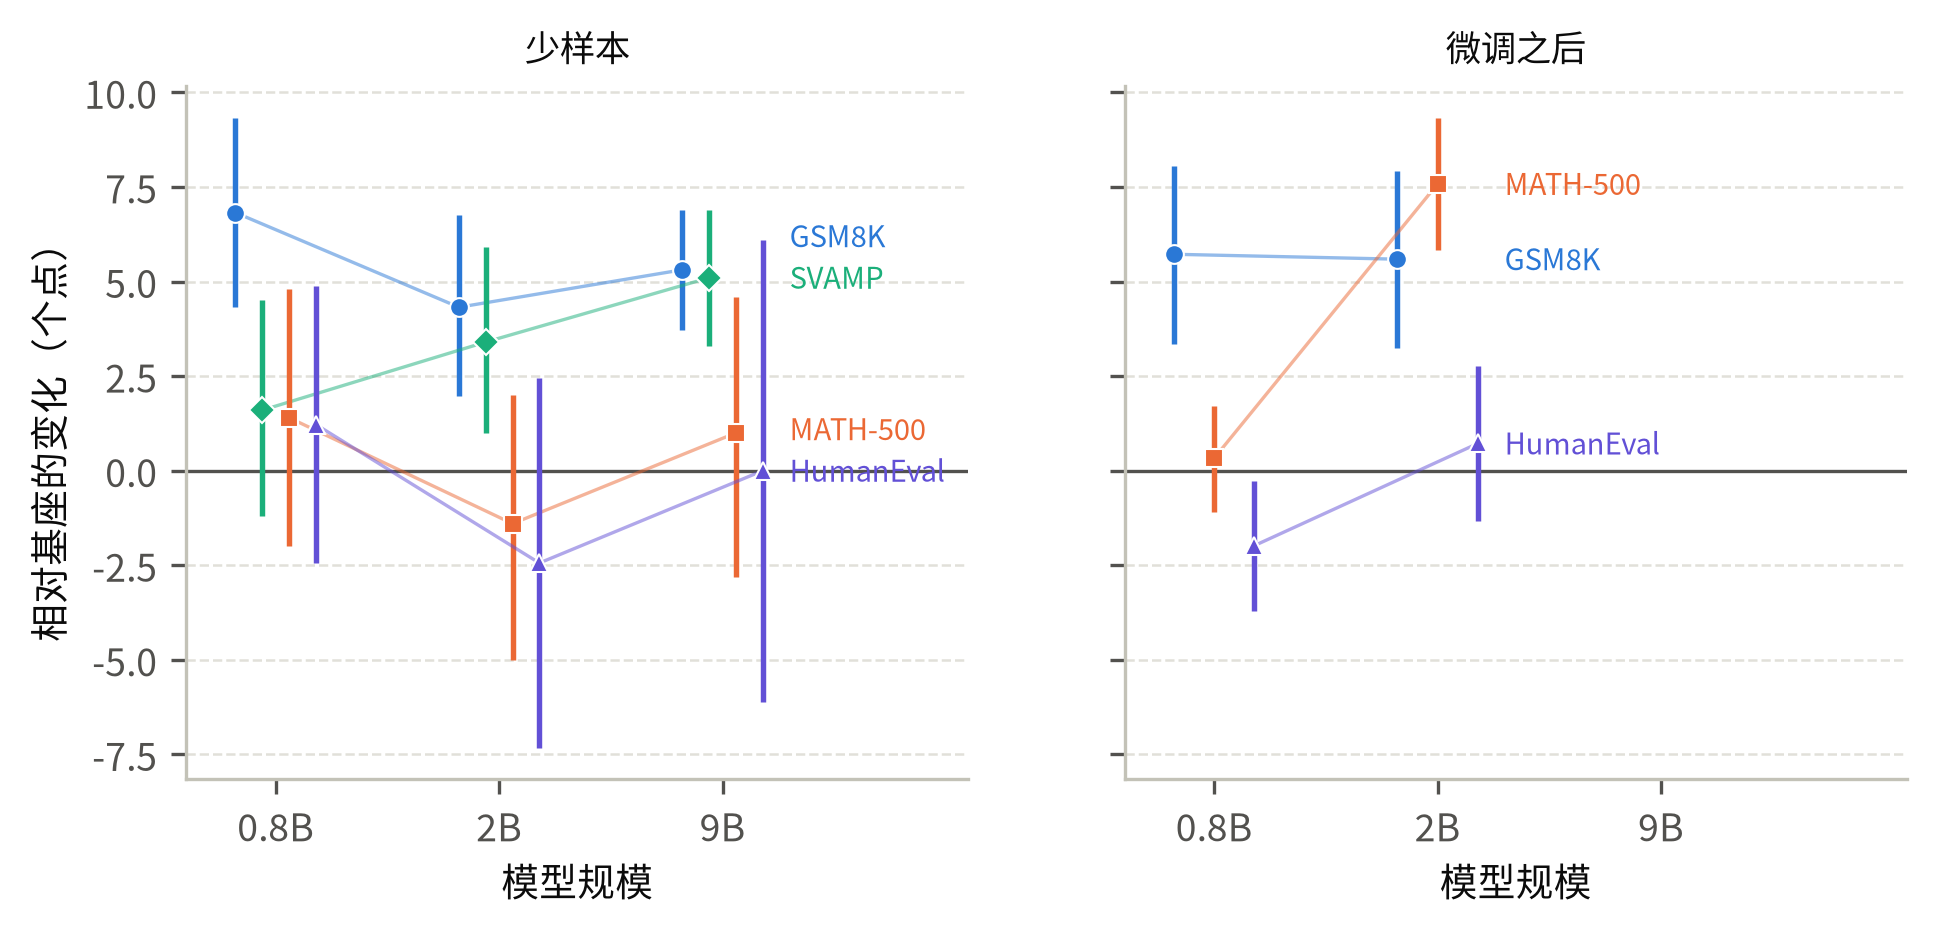 少样本
微调之后
相对基座的变化（个点）
10.0
7.5
5.0
2.5
0.0
-2.5
-5.0
-7.5
GSM8K
SVAMP
MATH-500
HumanEval
0.8B
2B
9B
模型规模
MATH-500
GSM8K
HumanEval
0.8B
2B
9B
模型规模